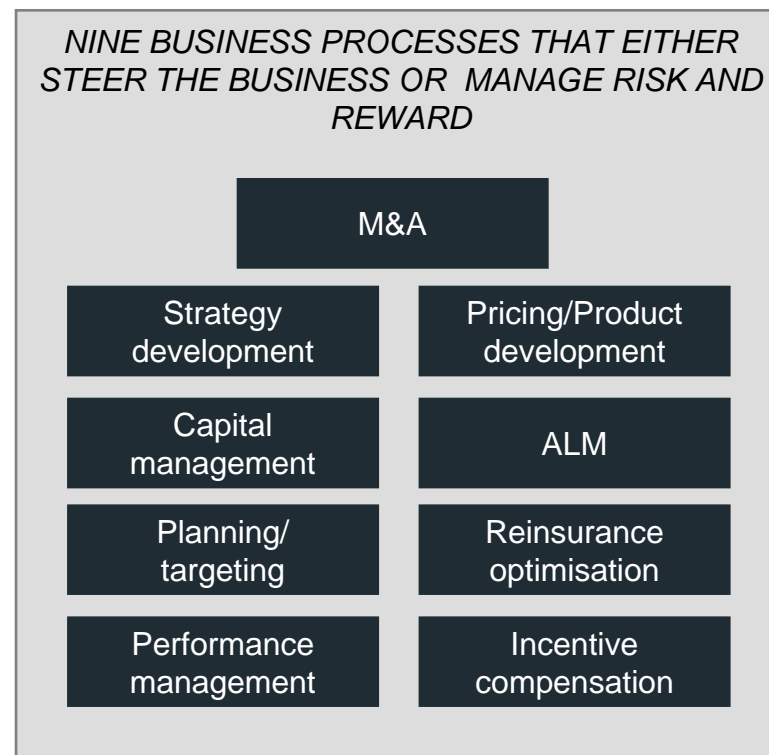 NINE BUSINESS PROCESSES THAT EITHER
STEER THE BUSINESS OR  MANAGE RISK AND
REWARD
M&A
Strategy
development
Pricing/Product
development
Capital
management
ALM
Planning/
targeting
Reinsurance
optimisation
Performance
management
Incentive
compensation